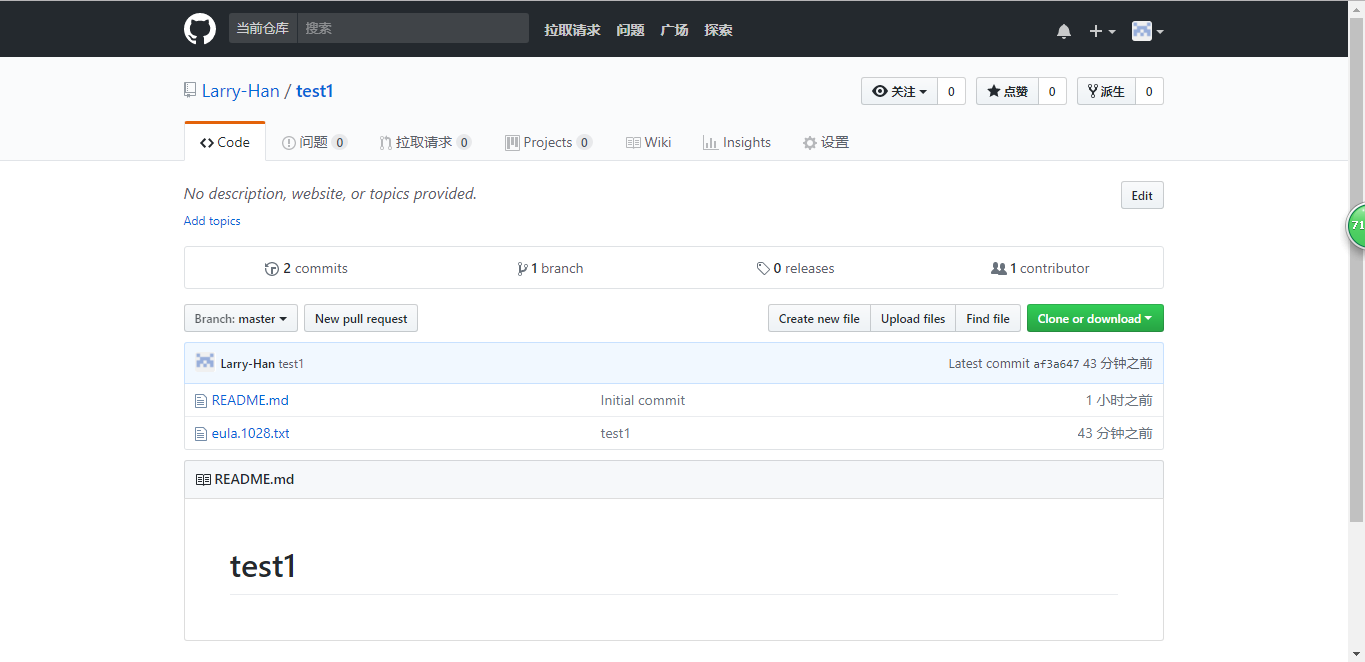 当前仓库 搜索 拉取请求 问题 广场 探索
Larry-Han / test1 关注 0 点赞 0 派生 0
Code 问题 0 拉取请求 0 Projects 0 Wiki Insights 设置
No description, website, or topics provided. Edit
Add topics
2 commits 1 branch 0 releases 1 contributor
Branch: master New pull request Create new file Upload files Find file Clone or download
Larry-Han test1 Latest commit af3a647 43 分钟之前
README.md Initial commit 1 小时之前
eula.1028.txt test1 43 分钟之前
README.md
test1
71